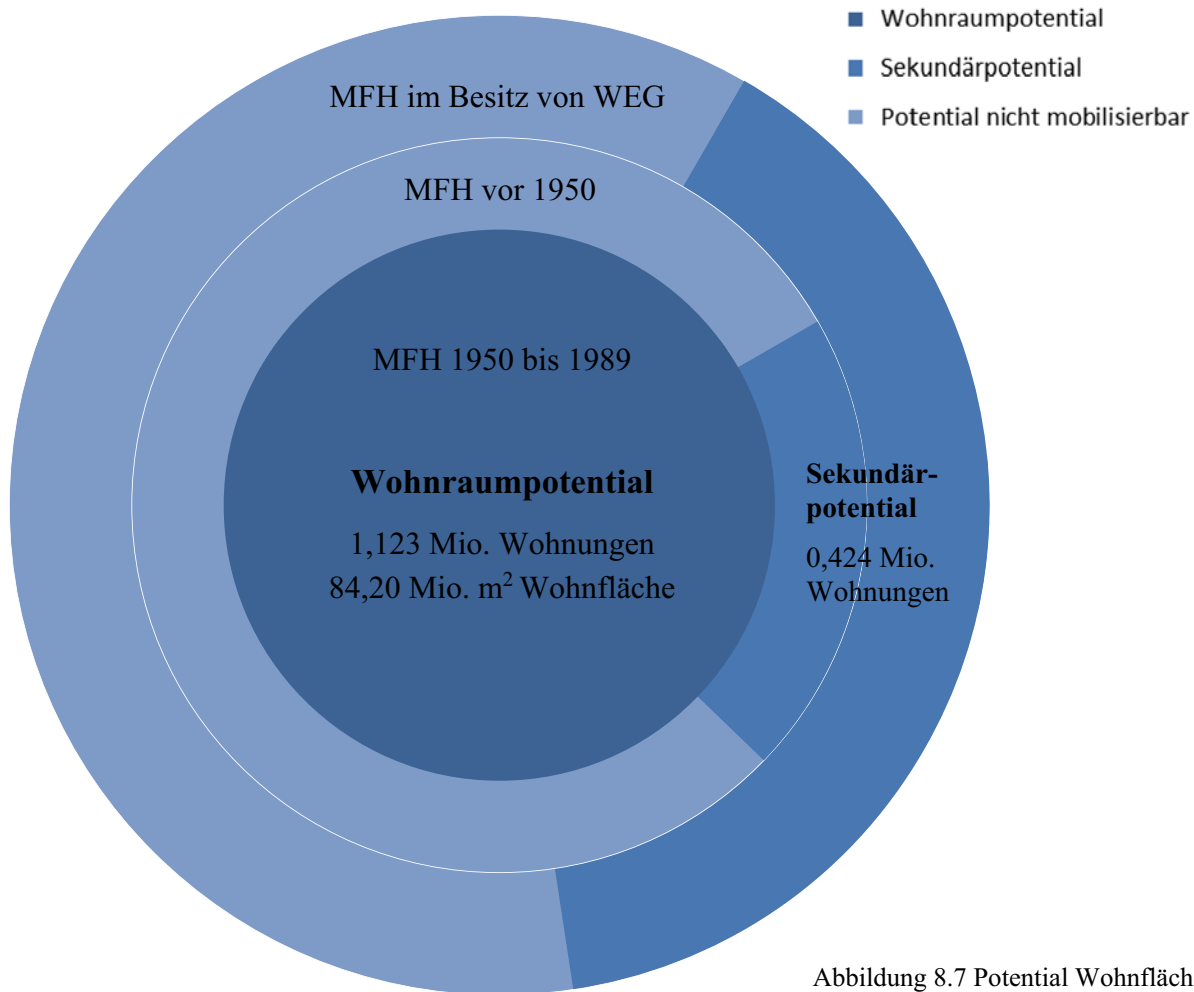 Wohnraumpotential
Sekundärpotential
Potential nicht mobilisierbar
MFH im Besitz von WEG
MFH vor 1950
MFH 1950 bis 1989
Wohnraumpotential
1,123 Mio. Wohnungen
84,20 Mio. m² Wohnfläche
Sekundär-
potential
0,424 Mio.
Wohnungen
Abbildung 8.7 Potential Wohnfläch